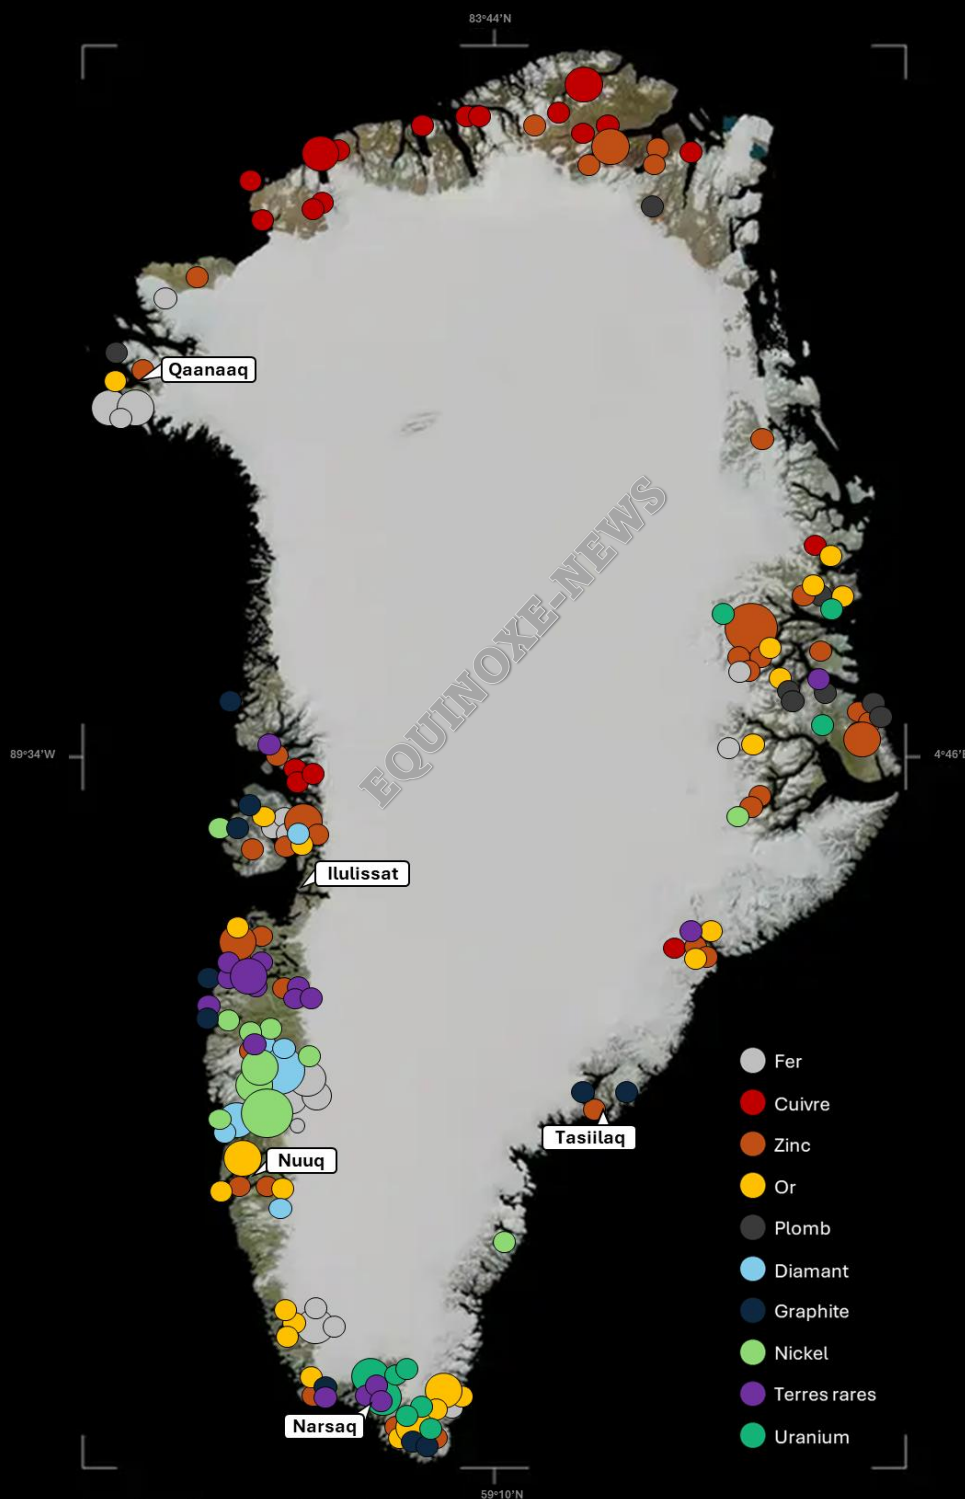 83°44'N
Qaanaaq
EQUINOXE-NEWS
89°34'W
4°46'E
Ilulissat
Fer
Cuivre
Tasiilaq
Zinc
Nuuq
Or
Plomb
Diamant
Graphite
Nickel
Terres rares
Narsaq
Uranium
59°10'N